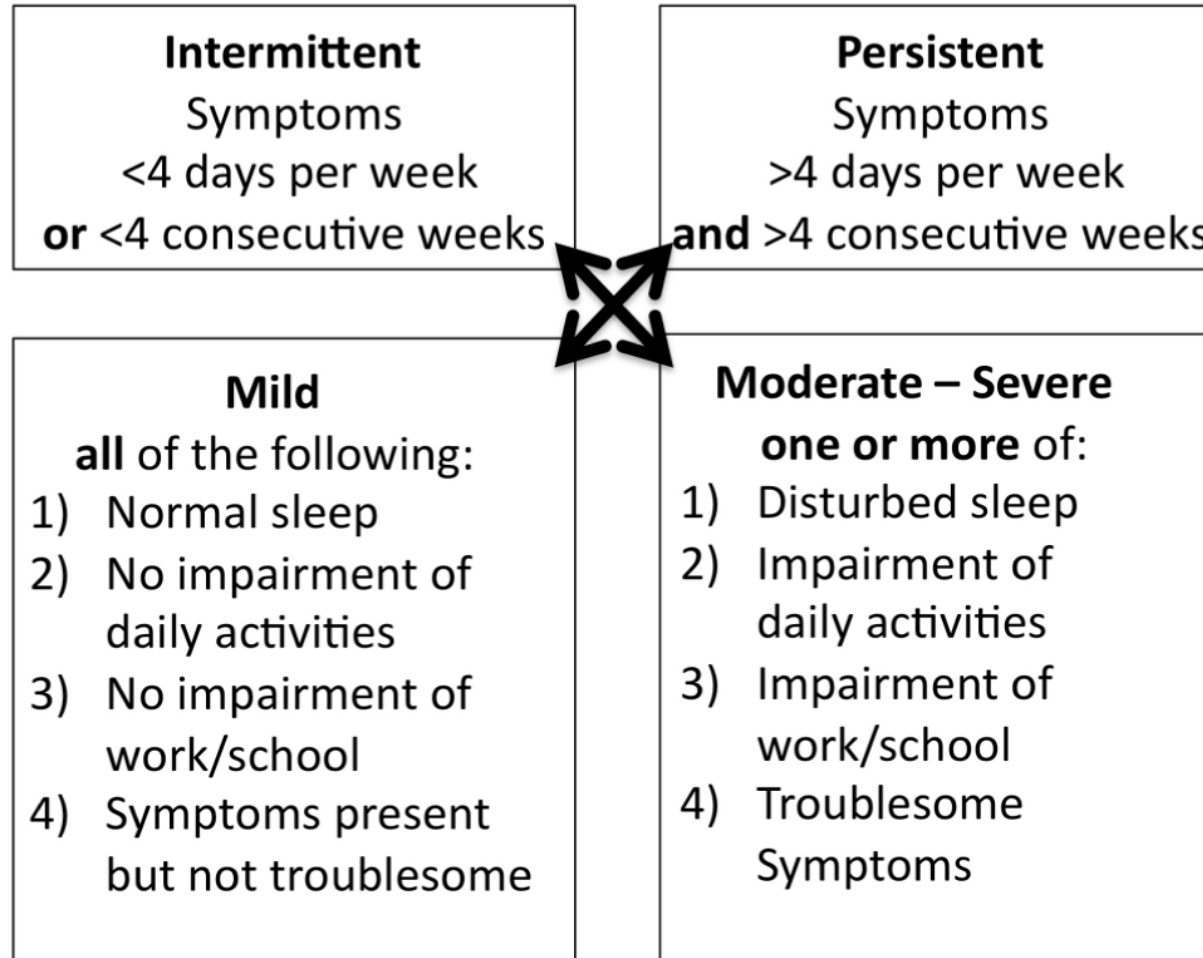 Intermittent
Symptoms
<4 days per week
or <4 consecutive weeks
Persistent
Symptoms
>4 days per week
and >4 consecutive weeks
Mild
all of the following:
1) Normal sleep
2) No impairment of
daily activities
3) No impairment of
work/school
4) Symptoms present
but not troublesome
Moderate – Severe
one or more of:
1) Disturbed sleep
2) Impairment of
daily activities
3) Impairment of
work/school
4) Troublesome
Symptoms